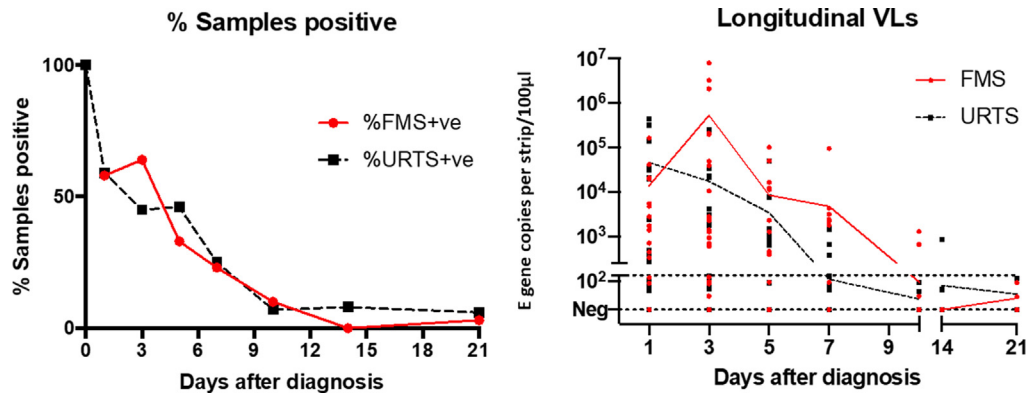 % Samples positive
% Samples positive
100
50
0
%FMS+ve
%URTS+ve
0 3 6 9 12 15 18 21
Days after diagnosis
Longitudinal VLs
E gene copies per strip/100µl
10⁷
10⁶
10⁵
10⁴
10³
10²
Neg
FMS
URTS
1 3 5 7 9 14 21
Days after diagnosis